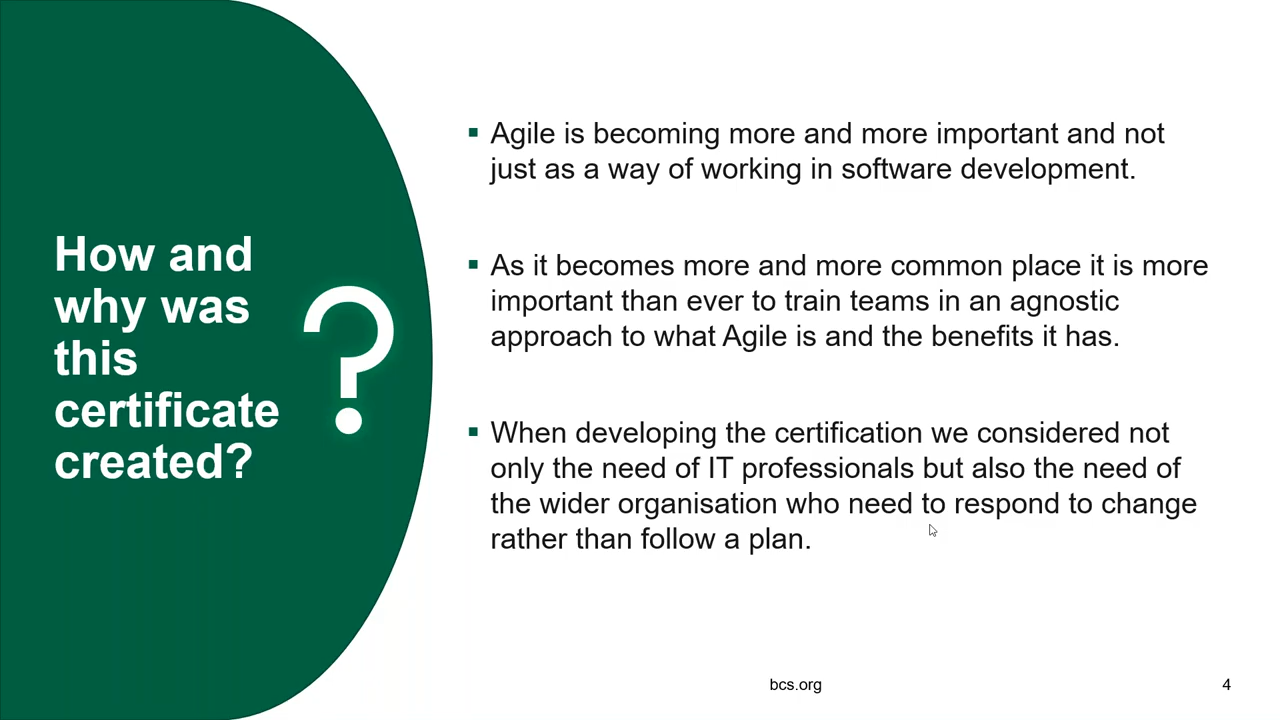 How and
why was
this
certificate
created?
?
▪ Agile is becoming more and more important and not
just as a way of working in software development.
▪ As it becomes more and more common place it is more
important than ever to train teams in an agnostic
approach to what Agile is and the benefits it has.
▪ When developing the certification we considered not
only the need of IT professionals but also the need of
the wider organisation who need to respond to change
rather than follow a plan.
bcs.org
4